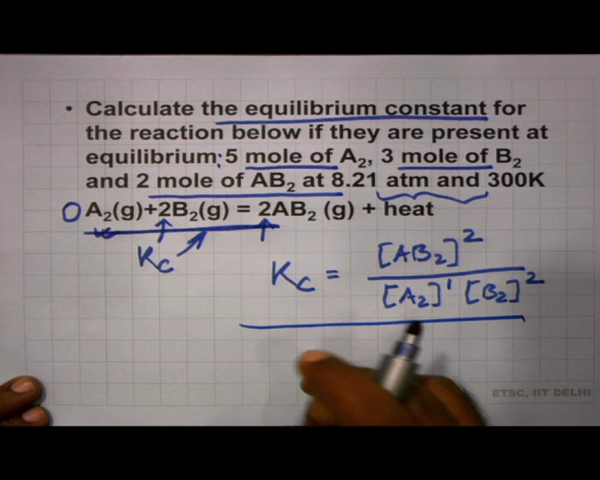 • Calculate the equilibrium constant for
the reaction below if they are present at
equilibrium; 5 mole of A₂, 3 mole of B₂
and 2 mole of AB₂ at 8.21 atm and 300K
A₂(g)+2B₂(g) = 2AB₂ (g) + heat
Kc
Kc = [AB₂]² / [A₂]¹ [B₂]²
ETSC, IIT DELHI